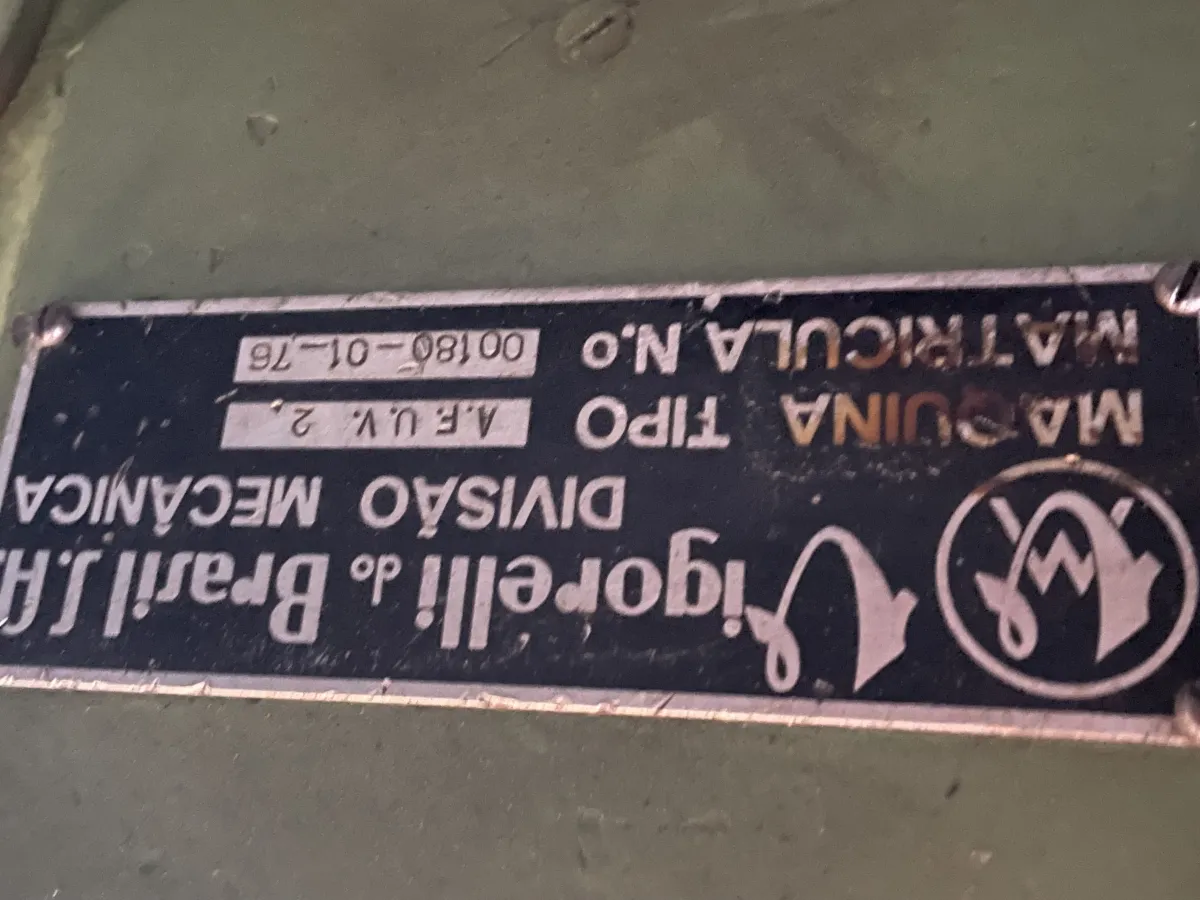 Vigorelli do Brasil S.A.
DIVISÃO MECÂNICA
MAQUINA TIPO A.F.U.V. 2.
MATRICULA N.o 00180-01-76